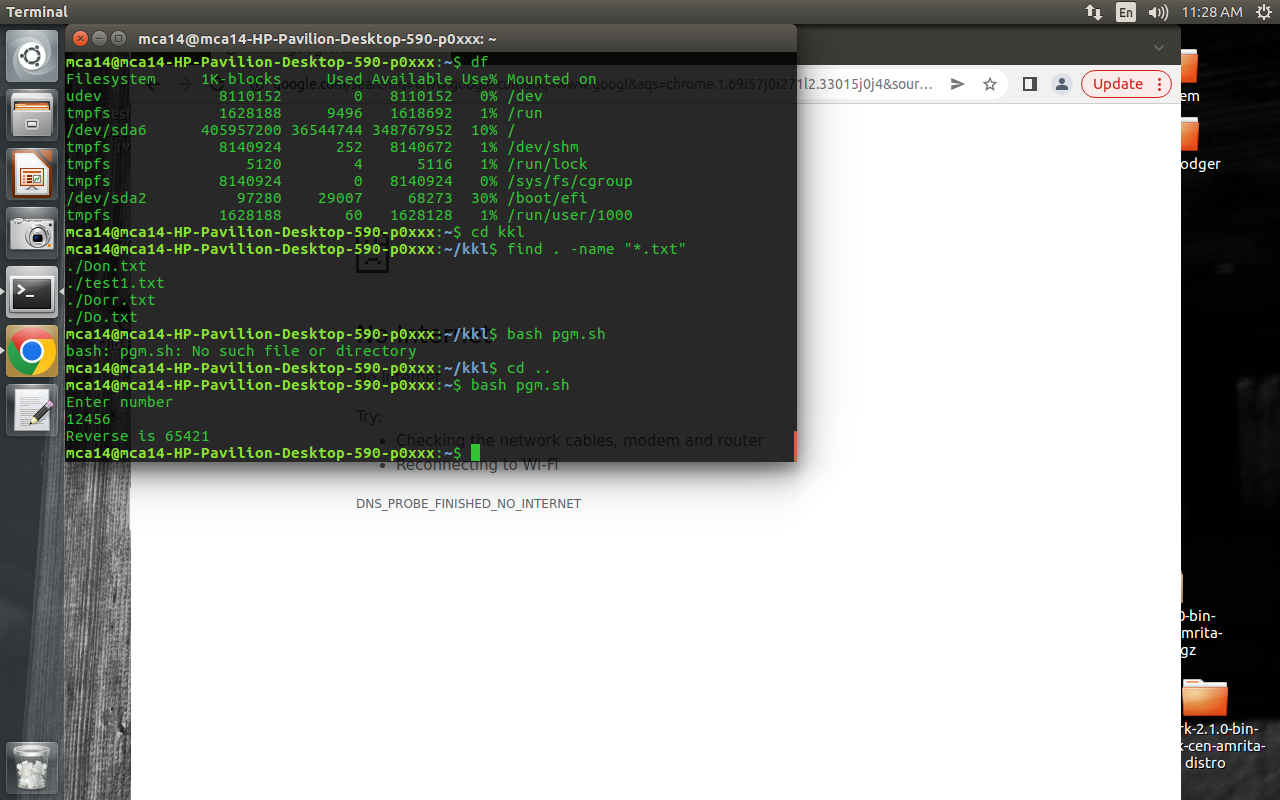 Terminal
En
11:28 AM
mca14@mca14-HP-Pavilion-Desktop-590-p0xxx: ~
mca14@mca14-HP-Pavilion-Desktop-590-p0xxx:~$ df
Filesystem     1K-blocks     Used Available Use% Mounted on
udev             8110152        0   8110152   0% /dev
tmpfs            1628188     9496   1618692   1% /run
/dev/sda6      405957200 36544744 348767952  10% /
tmpfs            8140924      252   8140672   1% /dev/shm
tmpfs               5120        4      5116   1% /run/lock
tmpfs            8140924        0   8140924   0% /sys/fs/cgroup
/dev/sda2          97280    29007     68273  30% /boot/efi
tmpfs            1628188       60   1628128   1% /run/user/1000
mca14@mca14-HP-Pavilion-Desktop-590-p0xxx:~$ cd kkl
mca14@mca14-HP-Pavilion-Desktop-590-p0xxx:~/kkl$ find . -name "*.txt"
./Don.txt
./test1.txt
./Dorr.txt
./Do.txt
mca14@mca14-HP-Pavilion-Desktop-590-p0xxx:~/kkl$ bash pgm.sh
bash: pgm.sh: No such file or directory
mca14@mca14-HP-Pavilion-Desktop-590-p0xxx:~/kkl$ cd ..
mca14@mca14-HP-Pavilion-Desktop-590-p0xxx:~$ bash pgm.sh
Enter number
12456
Reverse is 65421
mca14@mca14-HP-Pavilion-Desktop-590-p0xxx:~$
Update
No internet
Try:
Checking the network cables, modem and router
Reconnecting to Wi-Fi
DNS_PROBE_FINISHED_NO_INTERNET
em
odger
0-bin-
mrita-
gz
rk-2.1.0-bin-
k-cen-amrita-
distro